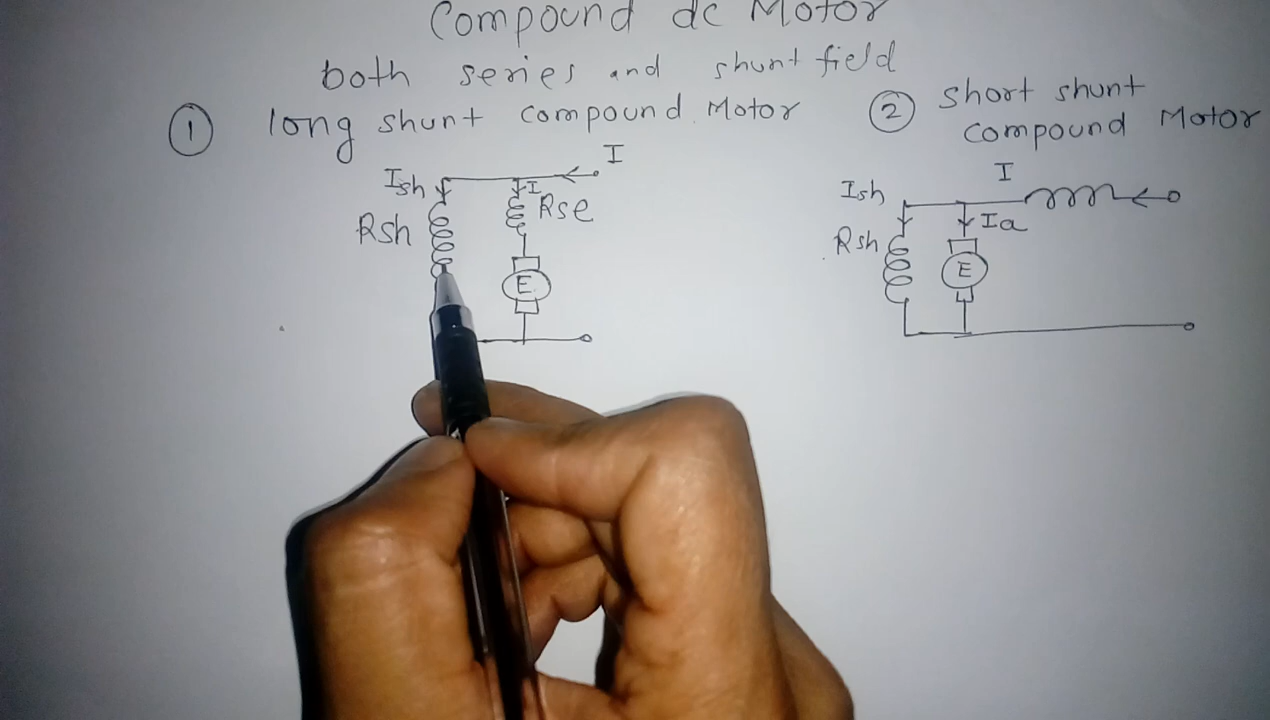 Compound dc Motor
both series and shunt field
① long shunt compound Motor
I
Ish
I
Rsh
Rse
E
② short shunt
compound Motor
I
Ish
Ia
Rsh
E